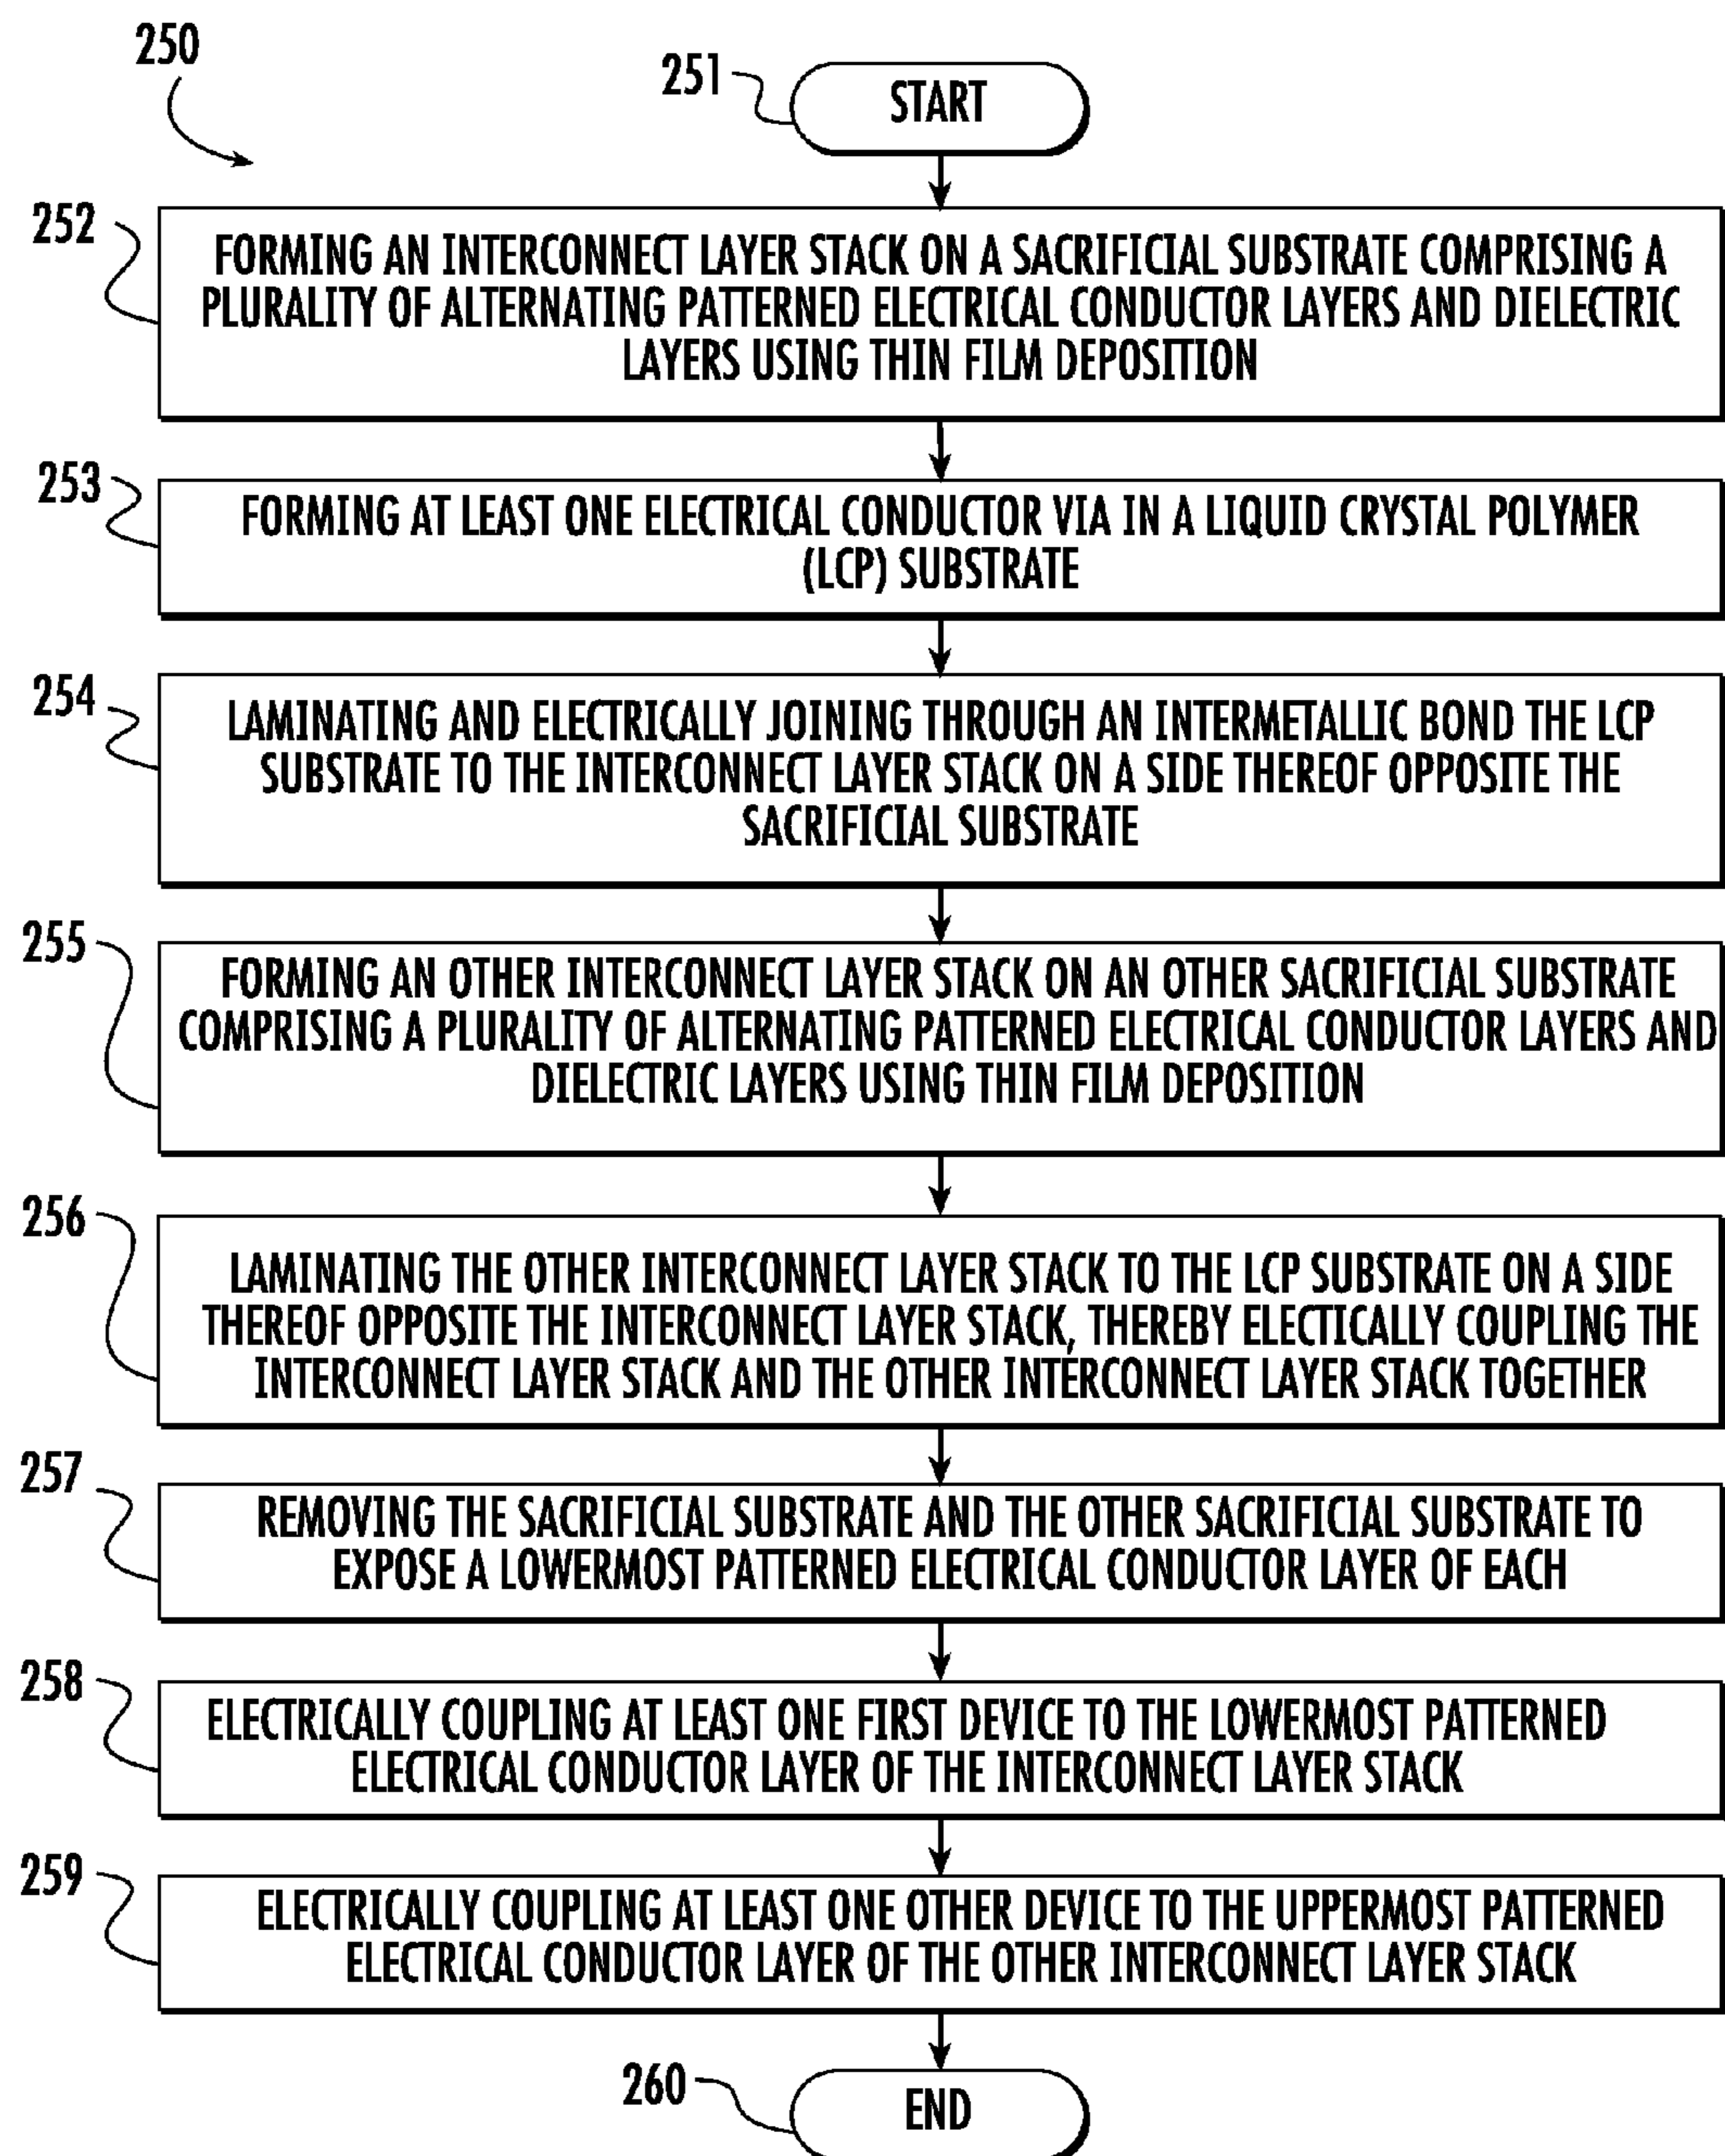 250
251
START
252
FORMING AN INTERCONNECT LAYER STACK ON A SACRIFICIAL SUBSTRATE COMPRISING A
PLURALITY OF ALTERNATING PATTERNED ELECTRICAL CONDUCTOR LAYERS AND DIELECTRIC
LAYERS USING THIN FILM DEPOSITION
253
FORMING AT LEAST ONE ELECTRICAL CONDUCTOR VIA IN A LIQUID CRYSTAL POLYMER
(LCP) SUBSTRATE
254
LAMINATING AND ELECTRICALLY JOINING THROUGH AN INTERMETALLIC BOND THE LCP
SUBSTRATE TO THE INTERCONNECT LAYER STACK ON A SIDE THEREOF OPPOSITE THE
SACRIFICIAL SUBSTRATE
255
FORMING AN OTHER INTERCONNECT LAYER STACK ON AN OTHER SACRIFICIAL SUBSTRATE
COMPRISING A PLURALITY OF ALTERNATING PATTERNED ELECTRICAL CONDUCTOR LAYERS AND
DIELECTRIC LAYERS USING THIN FILM DEPOSITION
256
LAMINATING THE OTHER INTERCONNECT LAYER STACK TO THE LCP SUBSTRATE ON A SIDE
THEREOF OPPOSITE THE INTERCONNECT LAYER STACK, THEREBY ELECTICALLY COUPLING THE
INTERCONNECT LAYER STACK AND THE OTHER INTERCONNECT LAYER STACK TOGETHER
257
REMOVING THE SACRIFICIAL SUBSTRATE AND THE OTHER SACRIFICIAL SUBSTRATE TO
EXPOSE A LOWERMOST PATTERNED ELECTRICAL CONDUCTOR LAYER OF EACH
258
ELECTRICALLY COUPLING AT LEAST ONE FIRST DEVICE TO THE LOWERMOST PATTERNED
ELECTRICAL CONDUCTOR LAYER OF THE INTERCONNECT LAYER STACK
259
ELECTRICALLY COUPLING AT LEAST ONE OTHER DEVICE TO THE UPPERMOST PATTERNED
ELECTRICAL CONDUCTOR LAYER OF THE OTHER INTERCONNECT LAYER STACK
260
END